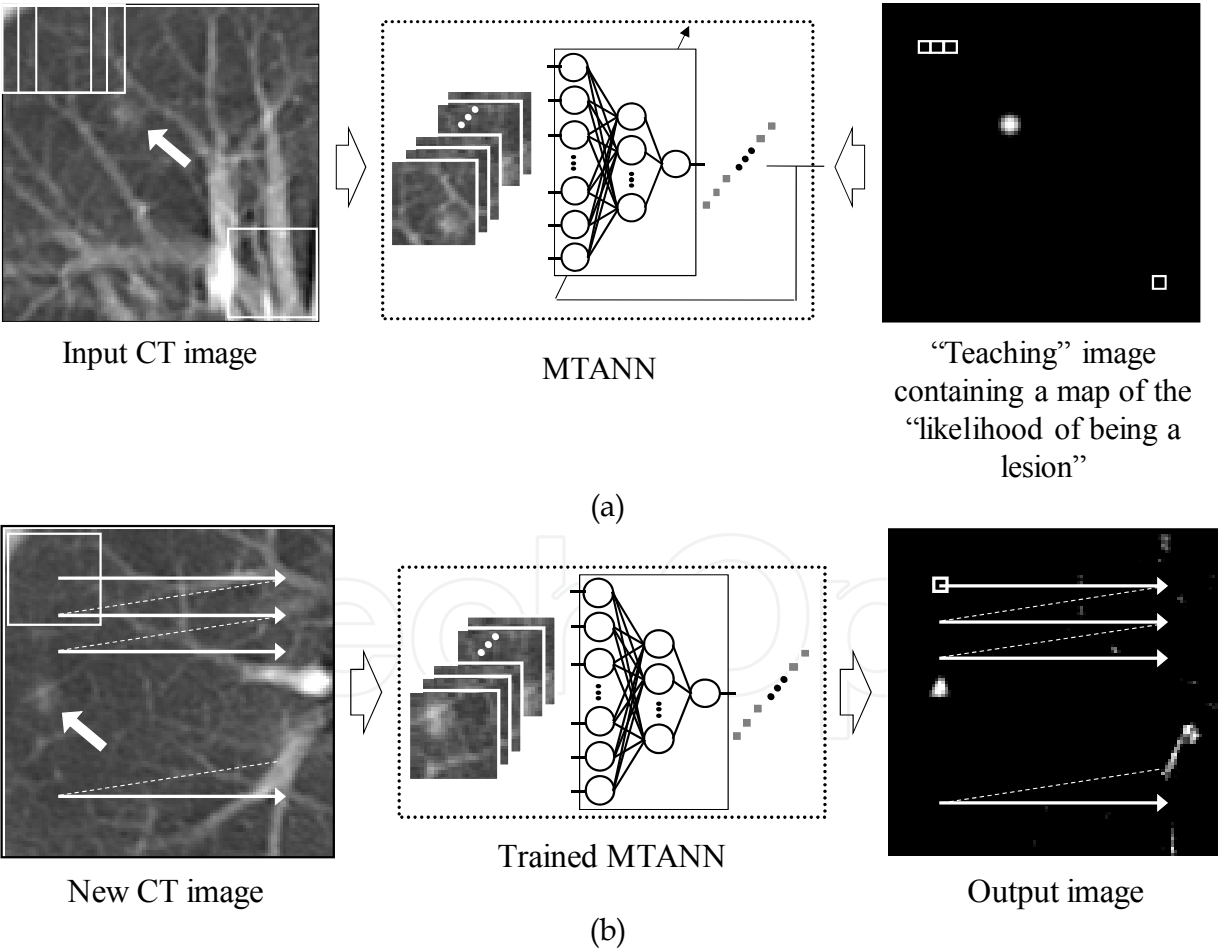 Input CT image
MTANN
“Teaching” image
containing a map of the
“likelihood of being a
lesion”
(a)
New CT image
Trained MTANN
Output image
(b)